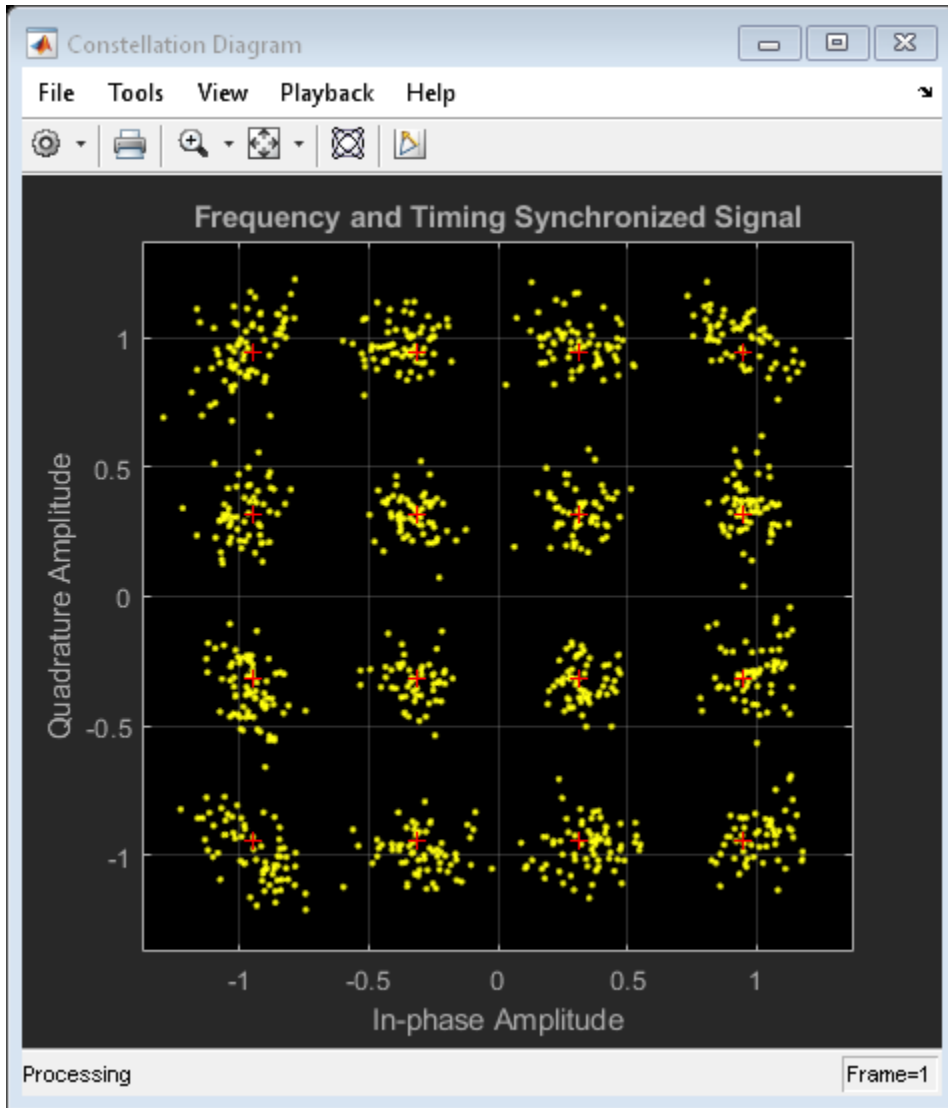 Constellation Diagram
File Tools View Playback Help
Frequency and Timing Synchronized Signal
1
0.5
0
-0.5
-1
Quadrature Amplitude
-1 -0.5 0 0.5 1
In-phase Amplitude
Processing Frame=1